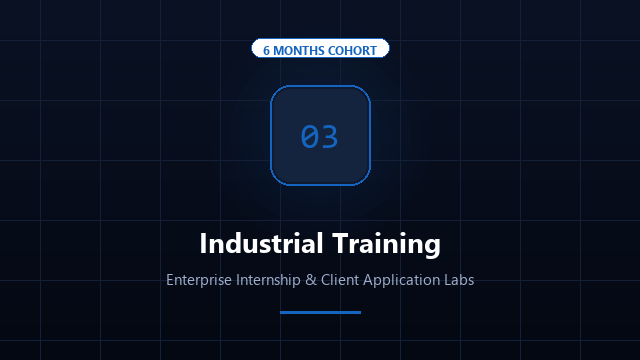 6 MONTHS COHORT
03
Industrial Training
Enterprise Internship & Client Application Labs